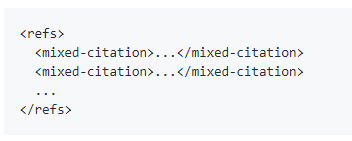 <refs>
  <mixed-citation>...</mixed-citation>
  <mixed-citation>...</mixed-citation>
  ...
</refs>